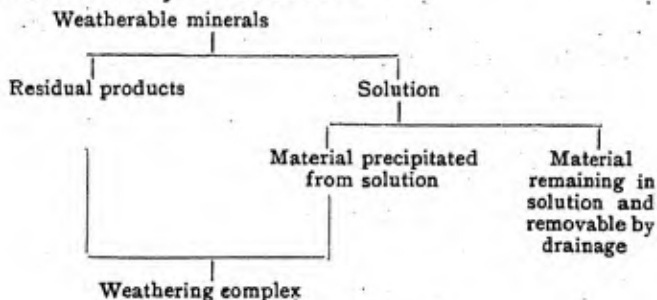 Weatherable minerals
Residual products
Solution
Material precipitated
from solution
Material
remaining in
solution and
removable by
drainage
Weathering complex